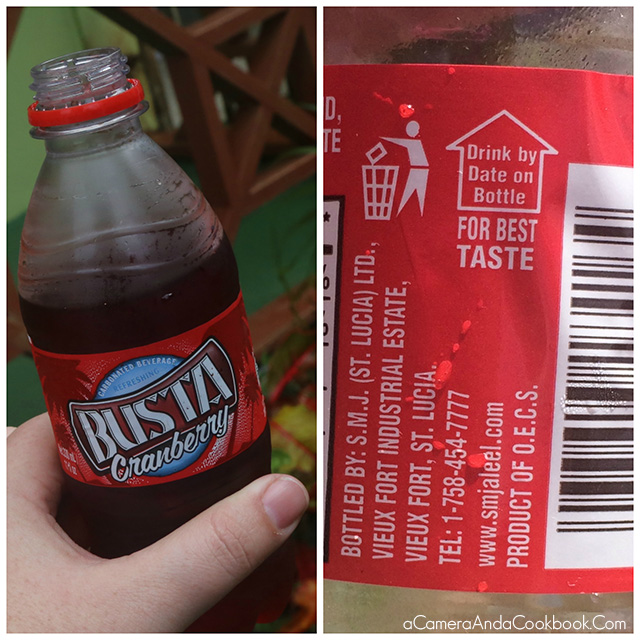 CARBONATED BEVERAGE
REFRESHING
BUSTA
Cranberry
D.
TE
Drink by
Date on
Bottle
FOR BEST
TASTE
BOTTLED BY: S.M.J. (ST. LUCIA) LTD.,
VIEUX FORT INDUSTRIAL ESTATE,
VIEUX FORT, ST. LUCIA.
TEL: 1-758-454-7777
www.smjaleel.com
PRODUCT OF O.E.C.S.
aCameraAndaCookbook.Com